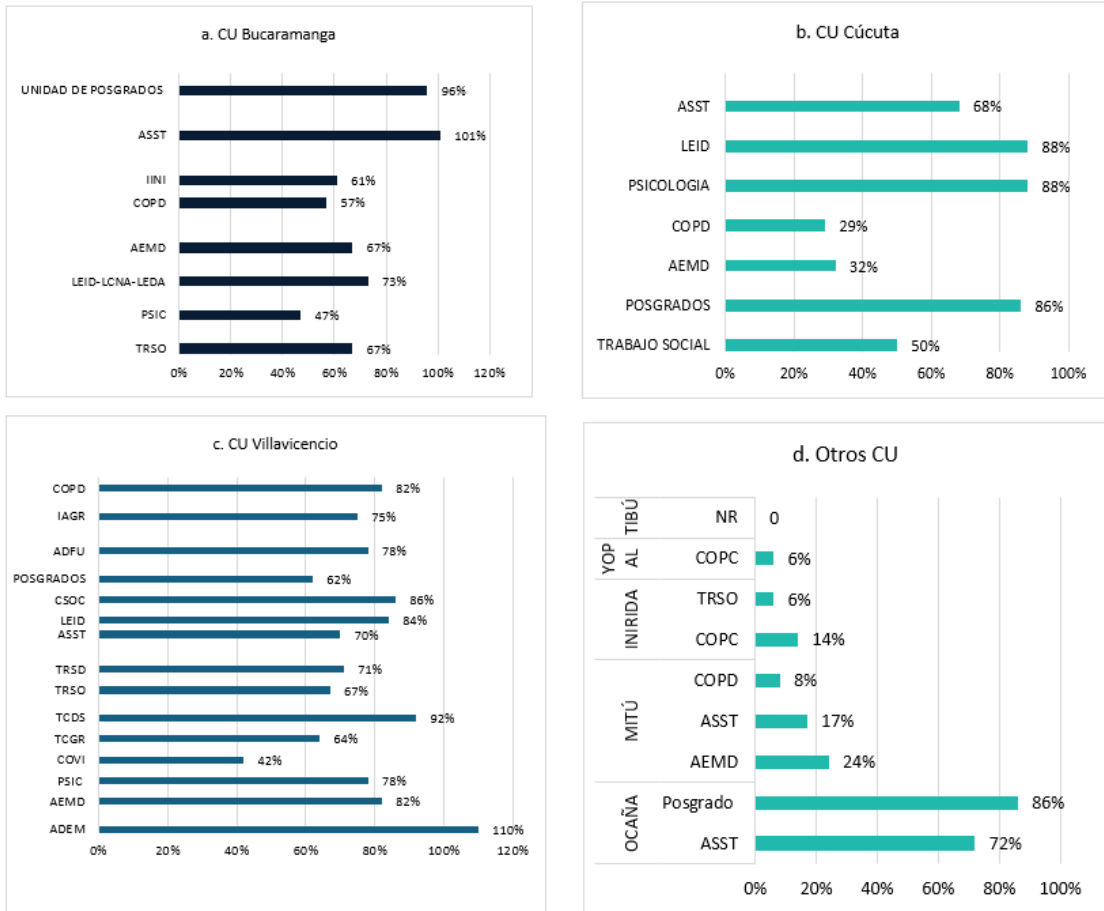 a. CU Bucaramanga
UNIDAD DE POSGRADOS 96%
ASST 101%
IINI 61%
COPD 57%
AEMD 67%
LEID-LCNA-LEDA 73%
PSIC 47%
TRSO 67%
0% 20% 40% 60% 80% 100% 120%
b. CU Cúcuta
ASST 68%
LEID 88%
PSICOLOGIA 88%
COPD 29%
AEMD 32%
POSGRADOS 86%
TRABAJO SOCIAL 50%
0% 20% 40% 60% 80% 100%
c. CU Villavicencio
COPD 82%
IAGR 75%
ADFU 78%
POSGRADOS 62%
CSOC 86%
LEID 84%
ASST 70%
TRSD 71%
TRSO 67%
TCDS 92%
TCGR 64%
COVI 42%
PSIC 78%
AEMD 82%
ADEM 110%
0% 20% 40% 60% 80% 100% 120%
d. Otros CU
TIBÚ
NR 0
YOP
AL
COPC 6%
INIRIDA
TRSO 6%
COPC 14%
MITÚ
COPD 8%
ASST 17%
AEMD 24%
OCAÑA
Posgrado 86%
ASST 72%
0% 20% 40% 60% 80% 100%